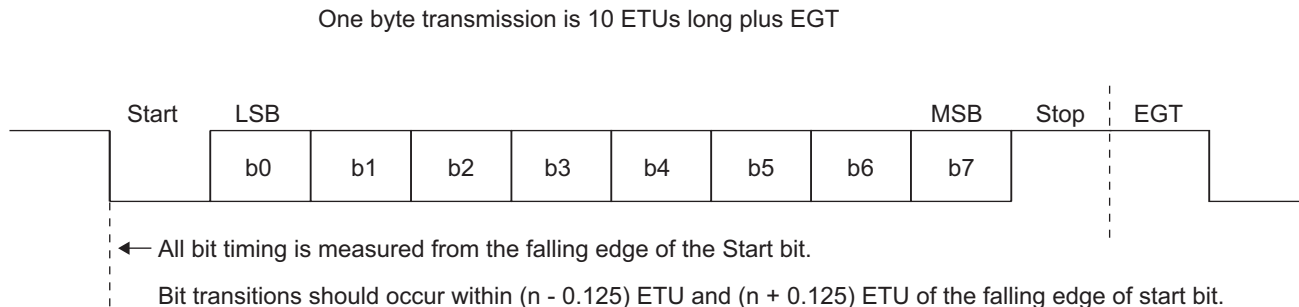 One byte transmission is 10 ETUs long plus EGT
Start LSB MSB Stop EGT
b0 b1 b2 b3 b4 b5 b6 b7
All bit timing is measured from the falling edge of the Start bit.
Bit transitions should occur within (n - 0.125) ETU and (n + 0.125) ETU of the falling edge of start bit.